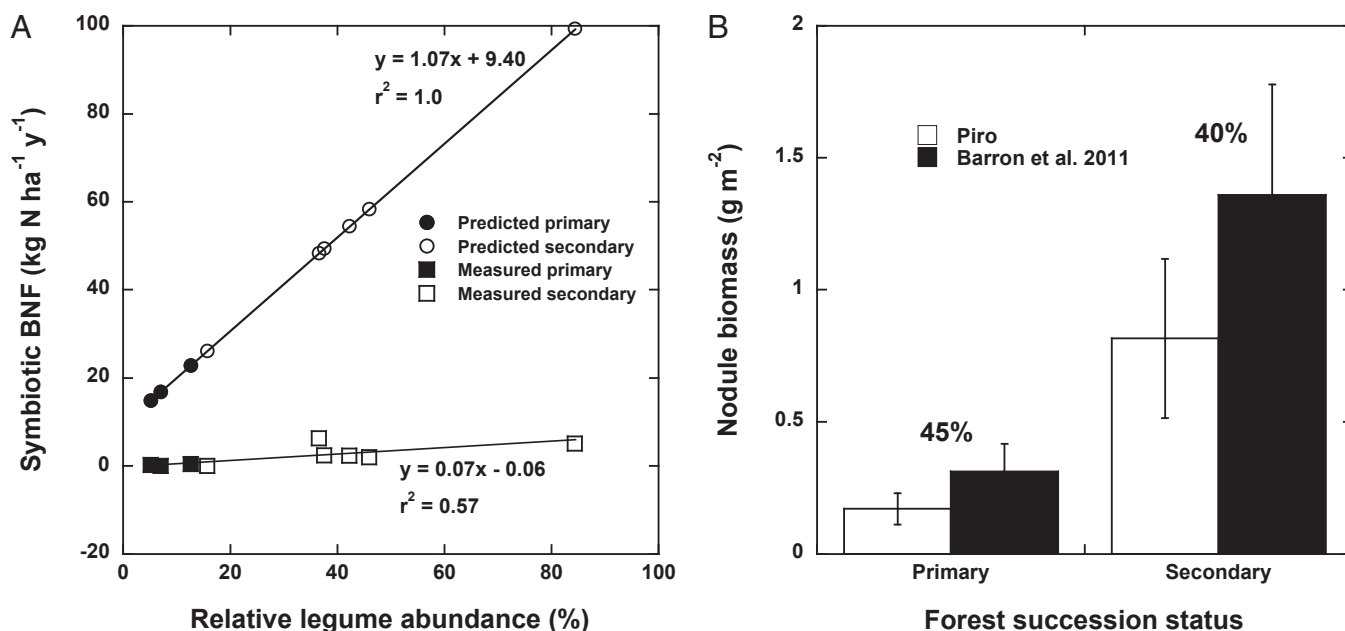 A
100
80
60
40
20
0
-20
Symbiotic BNF (kg N ha⁻¹ y⁻¹)
y = 1.07x + 9.40
r² = 1.0
Predicted primary
Predicted secondary
Measured primary
Measured secondary
y = 0.07x - 0.06
r² = 0.57
0 20 40 60 80 100
Relative legume abundance (%)
B
2
1.5
1
0.5
0
Nodule biomass (g m⁻²)
Piro
Barron et al. 2011
40%
45%
Primary Secondary
Forest succession status